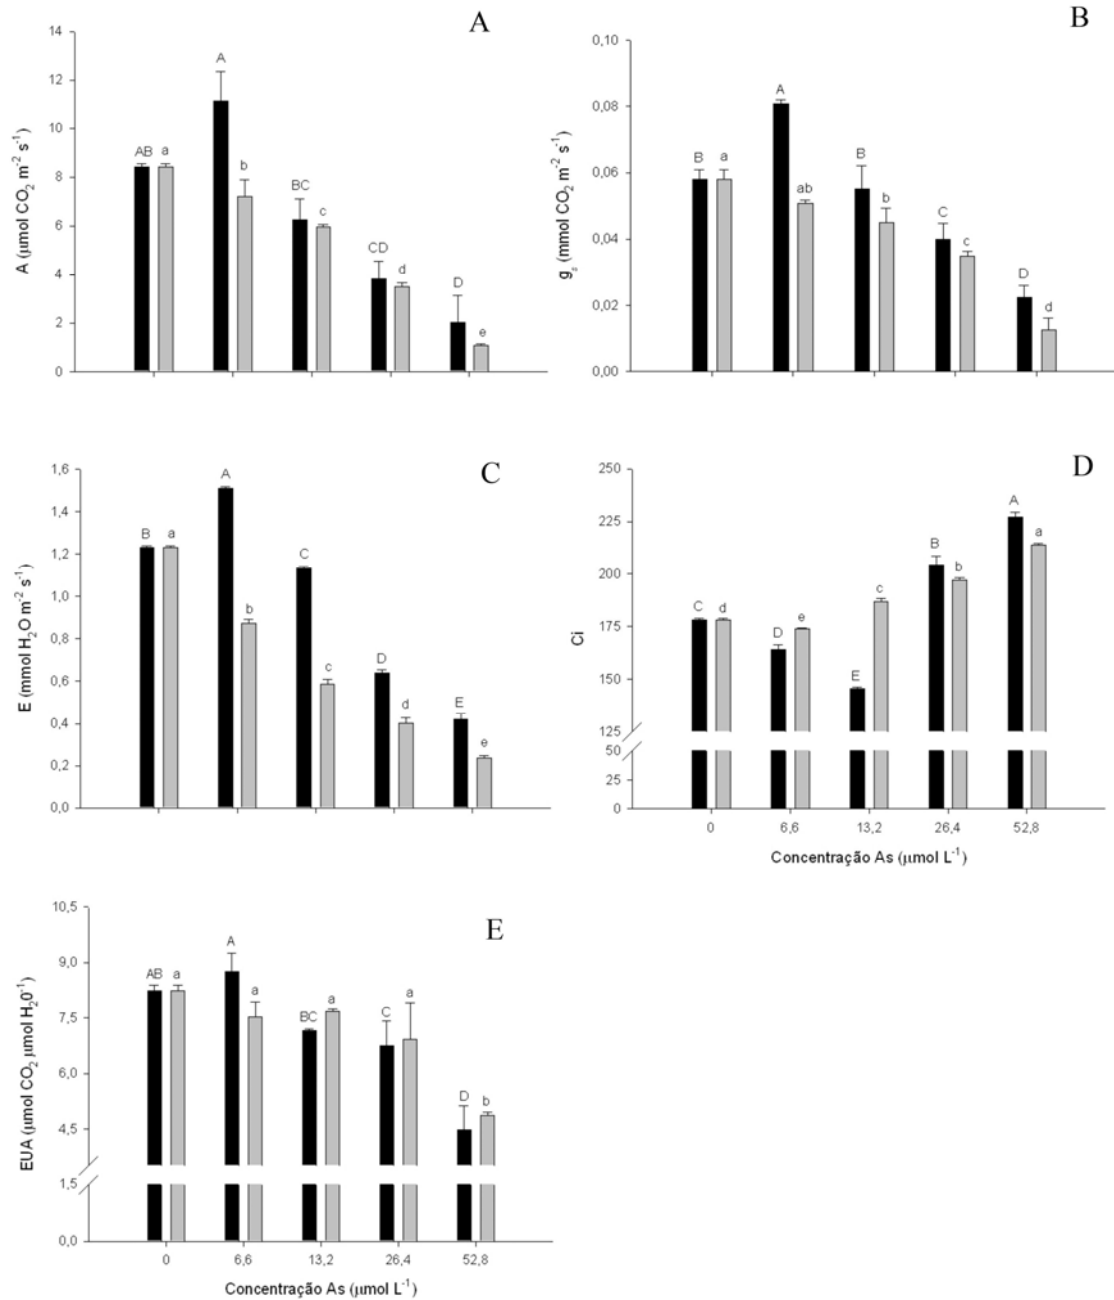 A
A (μmol CO₂ m⁻² s⁻¹)
14
12
10
8
6
4
2
0
AB a
A b
BC c
CD d
D e
B
g_s (mmol CO₂ m⁻² s⁻¹)
0,10
0,08
0,06
0,04
0,02
0,00
B a
A ab
B b
C c
D d
C
E (mmol H₂O m⁻² s⁻¹)
1,6
1,4
1,2
1,0
0,8
0,6
0,4
0,2
0,0
B a
A b
C c
D d
E e
D
Ci
250
225
200
175
150
125
50
25
0
C d
D e
E c
B b
A a
0 6,6 13,2 26,4 52,8
Concentração As (μmol L⁻¹)
E
EUA (μmol CO₂ μmol H₂0⁻¹)
10,5
9,0
7,5
6,0
4,5
1,5
0,0
AB a
A a
BC a
C a
D b
0 6,6 13,2 26,4 52,8
Concentração As (μmol L⁻¹)